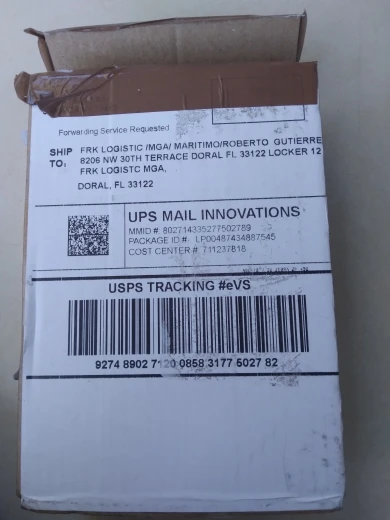 Forwarding Service Requested
SHIP TO: FRK LOGISTIC /MGA/ MARITIMO/ROBERTO GUTIERRE
8206 NW 30TH TERRACE DORAL FL 33122 LOCKER 12
FRK LOGISTC MGA,
DORAL, FL 33122
UPS MAIL INNOVATIONS
MMID #: 802714335277502789
PACKAGE ID#: LP00487434887545
COST CENTER #: 711237818
USPS TRACKING #eVS
9274 8902 7120 0858 3177 5027 82